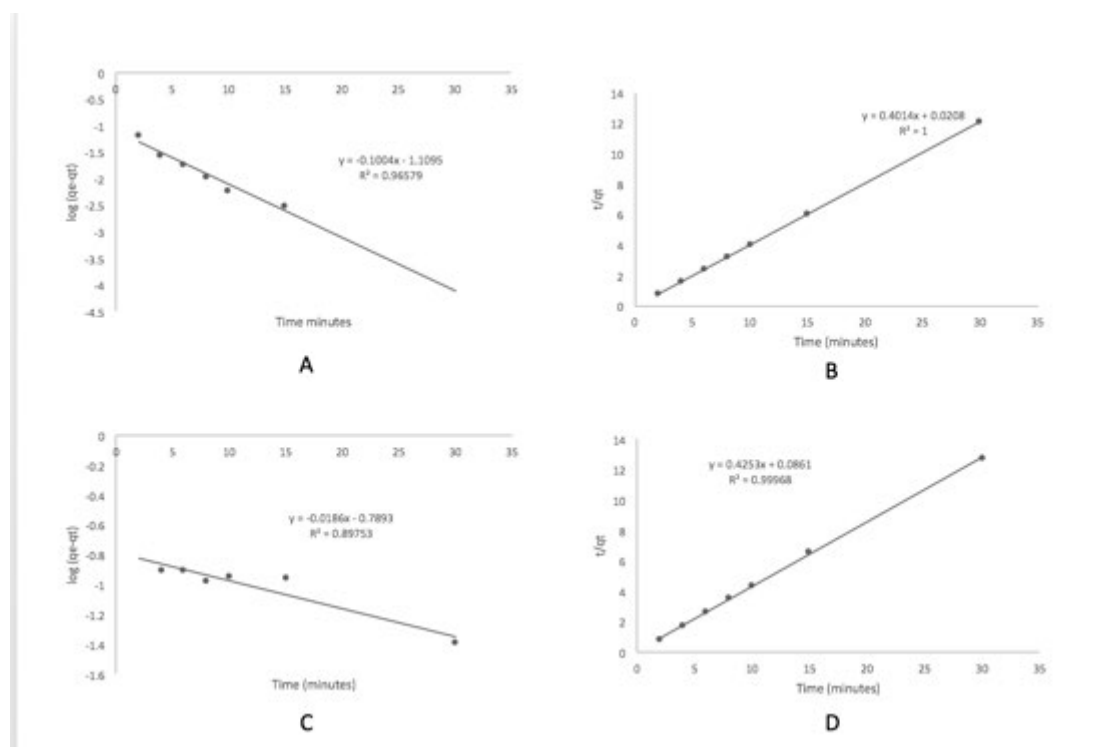 0
0 5 10 15 20 25 30 35
-0.5
-1
-1.5
-2
-2.5
-3
-3.5
-4
-4.5
log (qe-qt)
y = -0.1004x - 1.1095
R² = 0.96579
Time minutes
A
14
12
10
8
6
4
2
0
t/qt
y = 0.4014x + 0.0208
R² = 1
0 5 10 15 20 25 30 35
Time (minutes)
B
0
0 5 10 15 20 25 30 35
-0.2
-0.4
-0.6
-0.8
-1
-1.2
-1.4
-1.6
log (qe-qt)
y = -0.0186x - 0.7893
R² = 0.89753
Time (minutes)
C
14
12
10
8
6
4
2
0
t/qt
y = 0.4253x + 0.0861
R² = 0.99968
0 5 10 15 20 25 30 35
Time (minutes)
D